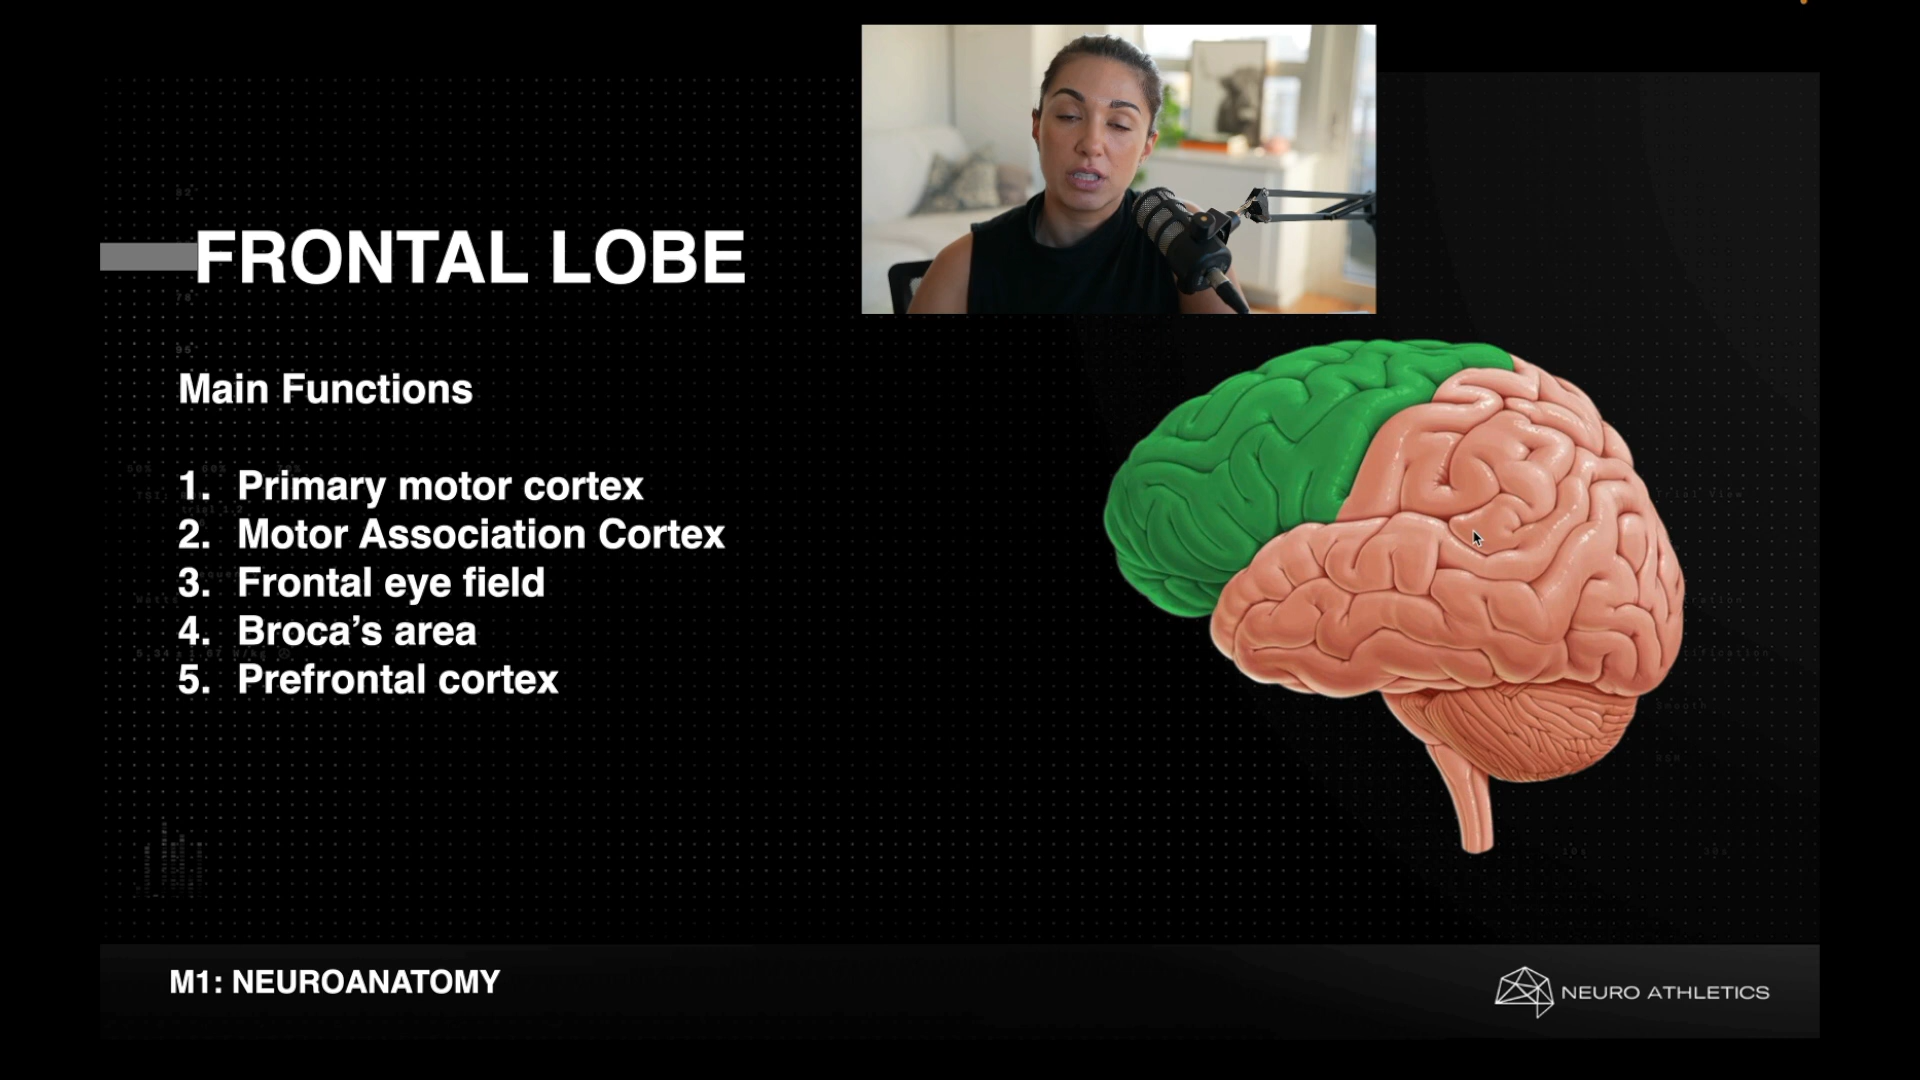 FRONTAL LOBE
Main Functions
1. Primary motor cortex
2. Motor Association Cortex
3. Frontal eye field
4. Broca’s area
5. Prefrontal cortex
M1: NEUROANATOMY
NEURO ATHLETICS